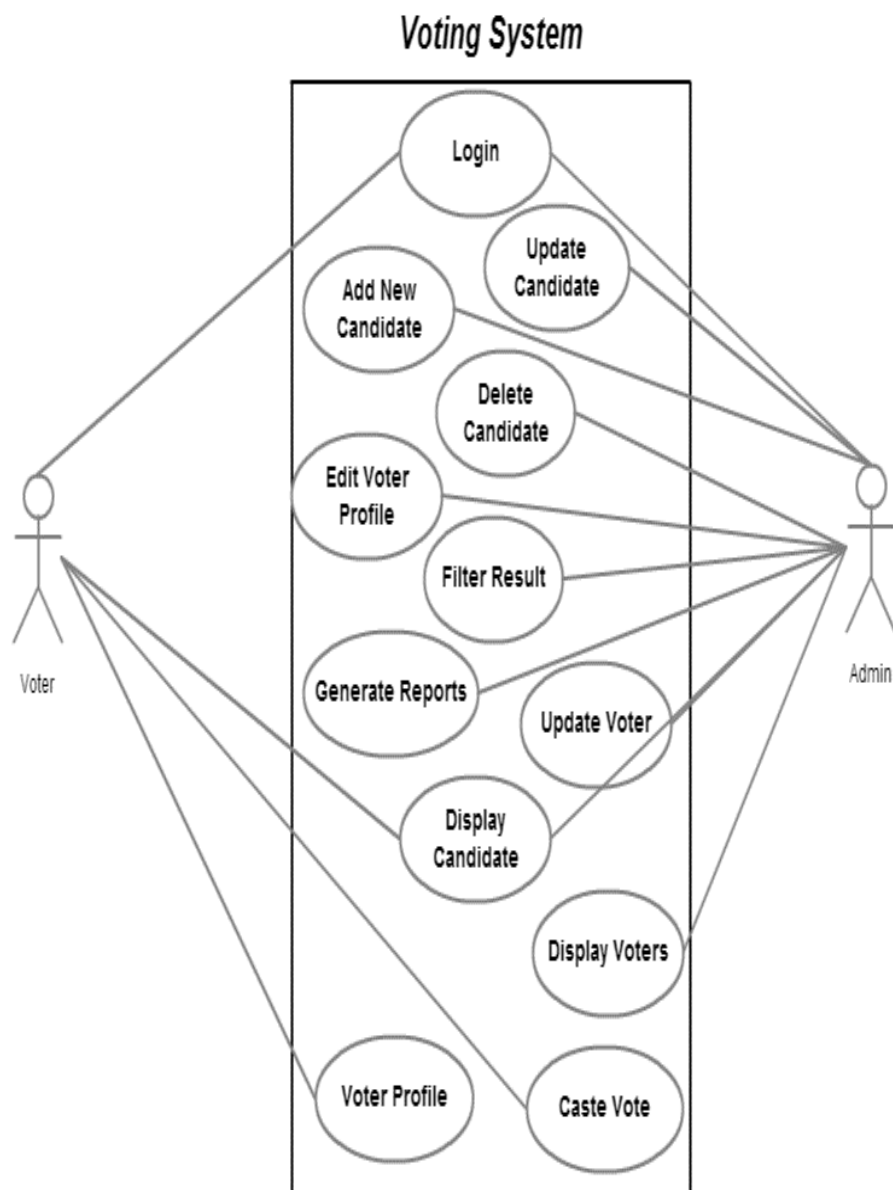 Voting System
Login
Update
Candidate
Add New
Candidate
Delete
Candidate
Edit Voter
Profile
Filter Result
Voter
Admin
Generate Reports
Update Voter
Display
Candidate
Display Voters
Voter Profile
Caste Vote